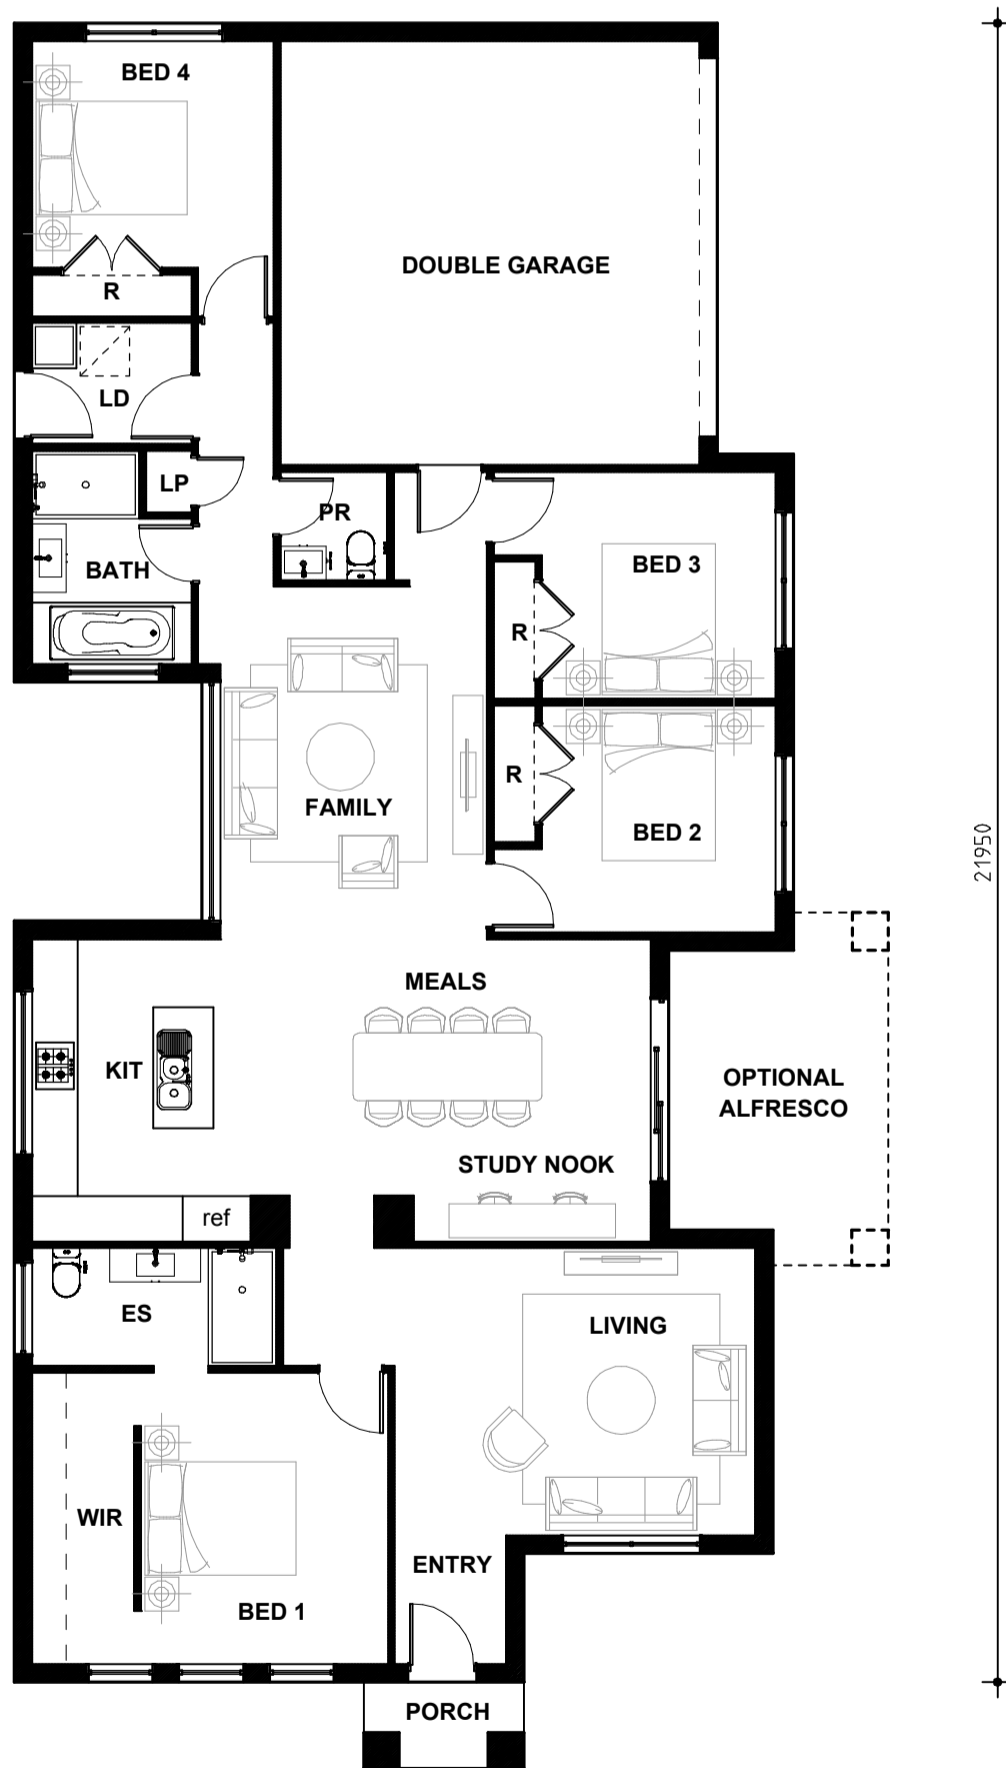 BED 4
DOUBLE GARAGE
R
LD
LP
PR
BATH
BED 3
R
R
FAMILY
BED 2
21950
MEALS
KIT
OPTIONAL
ALFRESCO
STUDY NOOK
ref
ES
LIVING
WIR
ENTRY
BED 1
PORCH